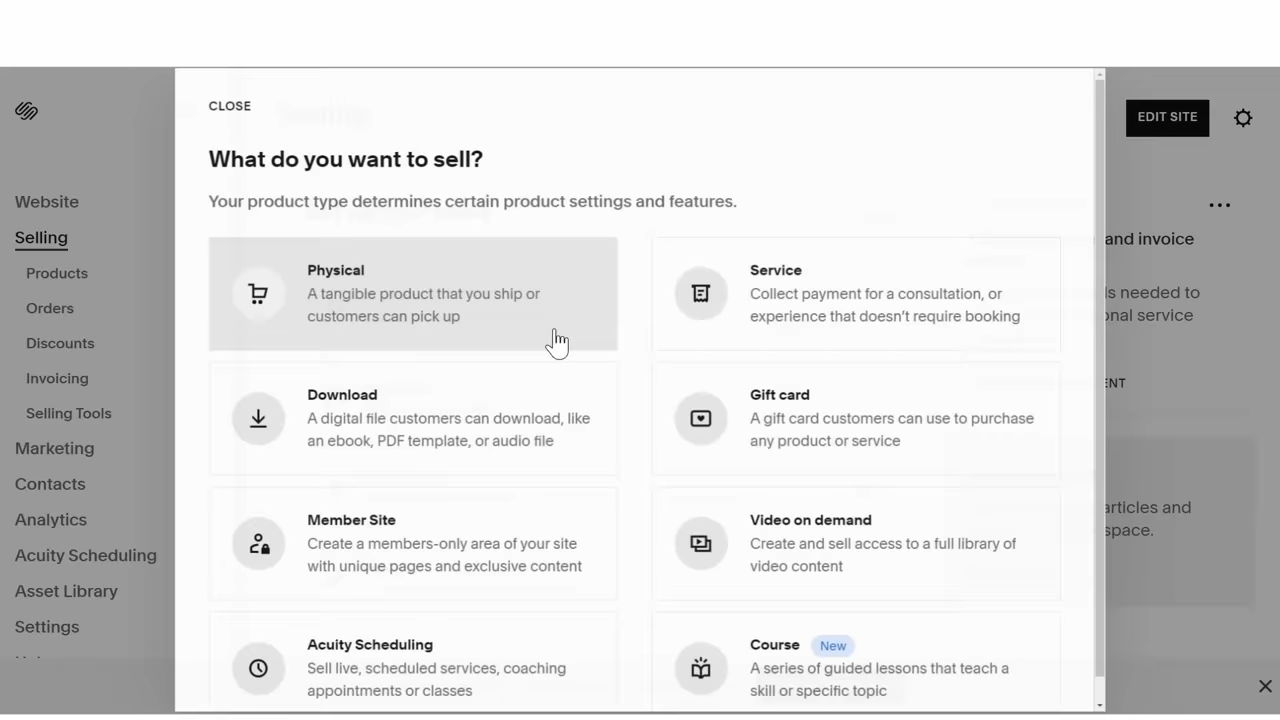 CLOSE
What do you want to sell?
Your product type determines certain product settings and features.
Physical
A tangible product that you ship or
customers can pick up
Service
Collect payment for a consultation, or
experience that doesn't require booking
Download
A digital file customers can download, like
an ebook, PDF template, or audio file
Gift card
A gift card customers can use to purchase
any product or service
Member Site
Create a members-only area of your site
with unique pages and exclusive content
Video on demand
Create and sell access to a full library of
video content
Acuity Scheduling
Sell live, scheduled services, coaching
appointments or classes
Course New
A series of guided lessons that teach a
skill or specific topic
Website
Selling
Products
Orders
Discounts
Invoicing
Selling Tools
Marketing
Contacts
Analytics
Acuity Scheduling
Asset Library
Settings
EDIT SITE
and invoice
needed to
service
articles and
space.